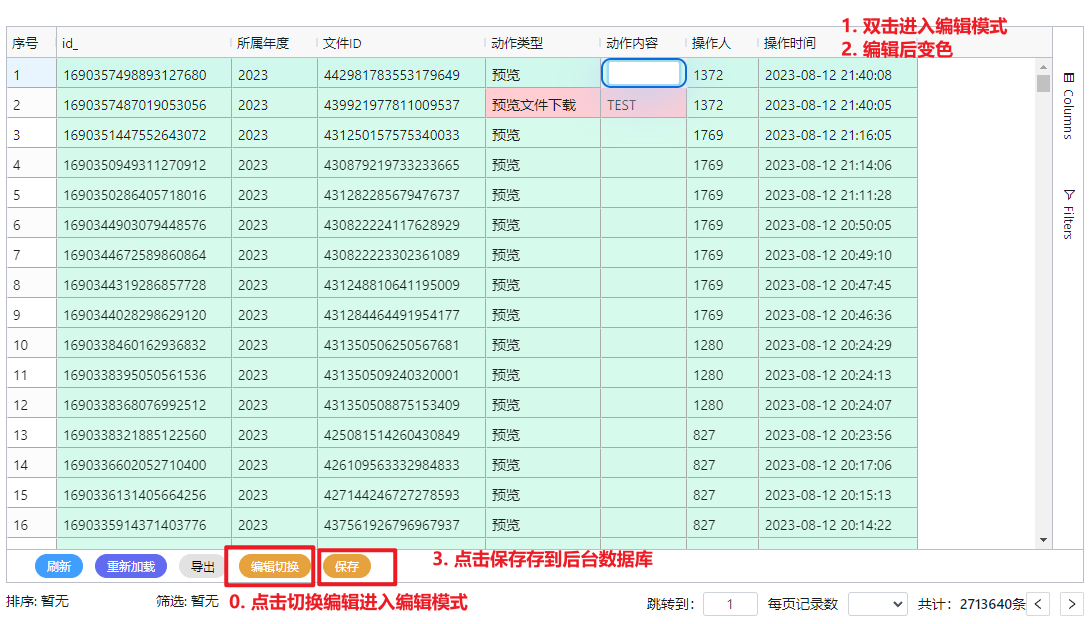 1. 双击进入编辑模式
2. 编辑后变色
序号 id_ 所属年度 文件ID 动作类型 动作内容 操作人 操作时间
1 1690357498893127680 2023 442981783553179649 预览 1372 2023-08-12 21:40:08
2 1690357487019053056 2023 439921977811009537 预览文件下载 TEST 1372 2023-08-12 21:40:05
3 1690351447552643072 2023 431250157575340033 预览 1769 2023-08-12 21:16:05
4 1690350949311270912 2023 430879219733233665 预览 1769 2023-08-12 21:14:06
5 1690350286405718016 2023 431282285679476737 预览 1769 2023-08-12 21:11:28
6 1690344903079448576 2023 430822224117628929 预览 1769 2023-08-12 20:50:05
7 1690344672589860864 2023 430822223302361089 预览 1769 2023-08-12 20:49:10
8 1690344319286857728 2023 431248810641195009 预览 1769 2023-08-12 20:47:45
9 1690344028298629120 2023 431284464491954177 预览 1769 2023-08-12 20:46:36
10 1690338460162936832 2023 431350506250567681 预览 1280 2023-08-12 20:24:29
11 1690338395050561536 2023 431350509240320001 预览 1280 2023-08-12 20:24:13
12 1690338368076992512 2023 431350508875153409 预览 1280 2023-08-12 20:24:07
13 1690338321885122560 2023 425081514260430849 预览 827 2023-08-12 20:23:56
14 1690336602052710400 2023 426109563332984833 预览 827 2023-08-12 20:17:06
15 1690336131405664256 2023 427144246727278593 预览 827 2023-08-12 20:15:13
16 1690335914371403776 2023 437561926796967937 预览 827 2023-08-12 20:14:22
Columns
Filters
刷新 重新加载 导出 编辑切换 保存
3. 点击保存存到后台数据库
排序: 暂无 筛选: 暂无
0. 点击切换编辑进入编辑模式
跳转到: 1 每页记录数 共计: 2713640条 < >